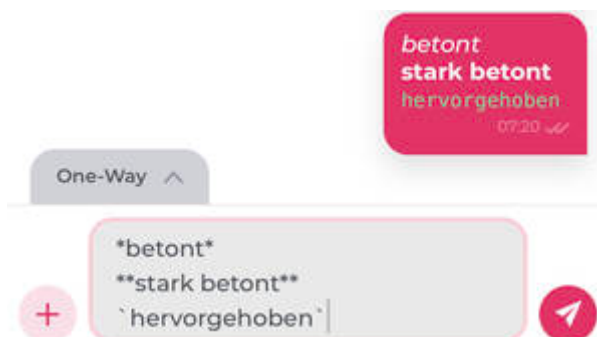 betont
stark betont
hervorgehoben
07:20
One-Way
*betont*
**stark betont**
`hervorgehoben`